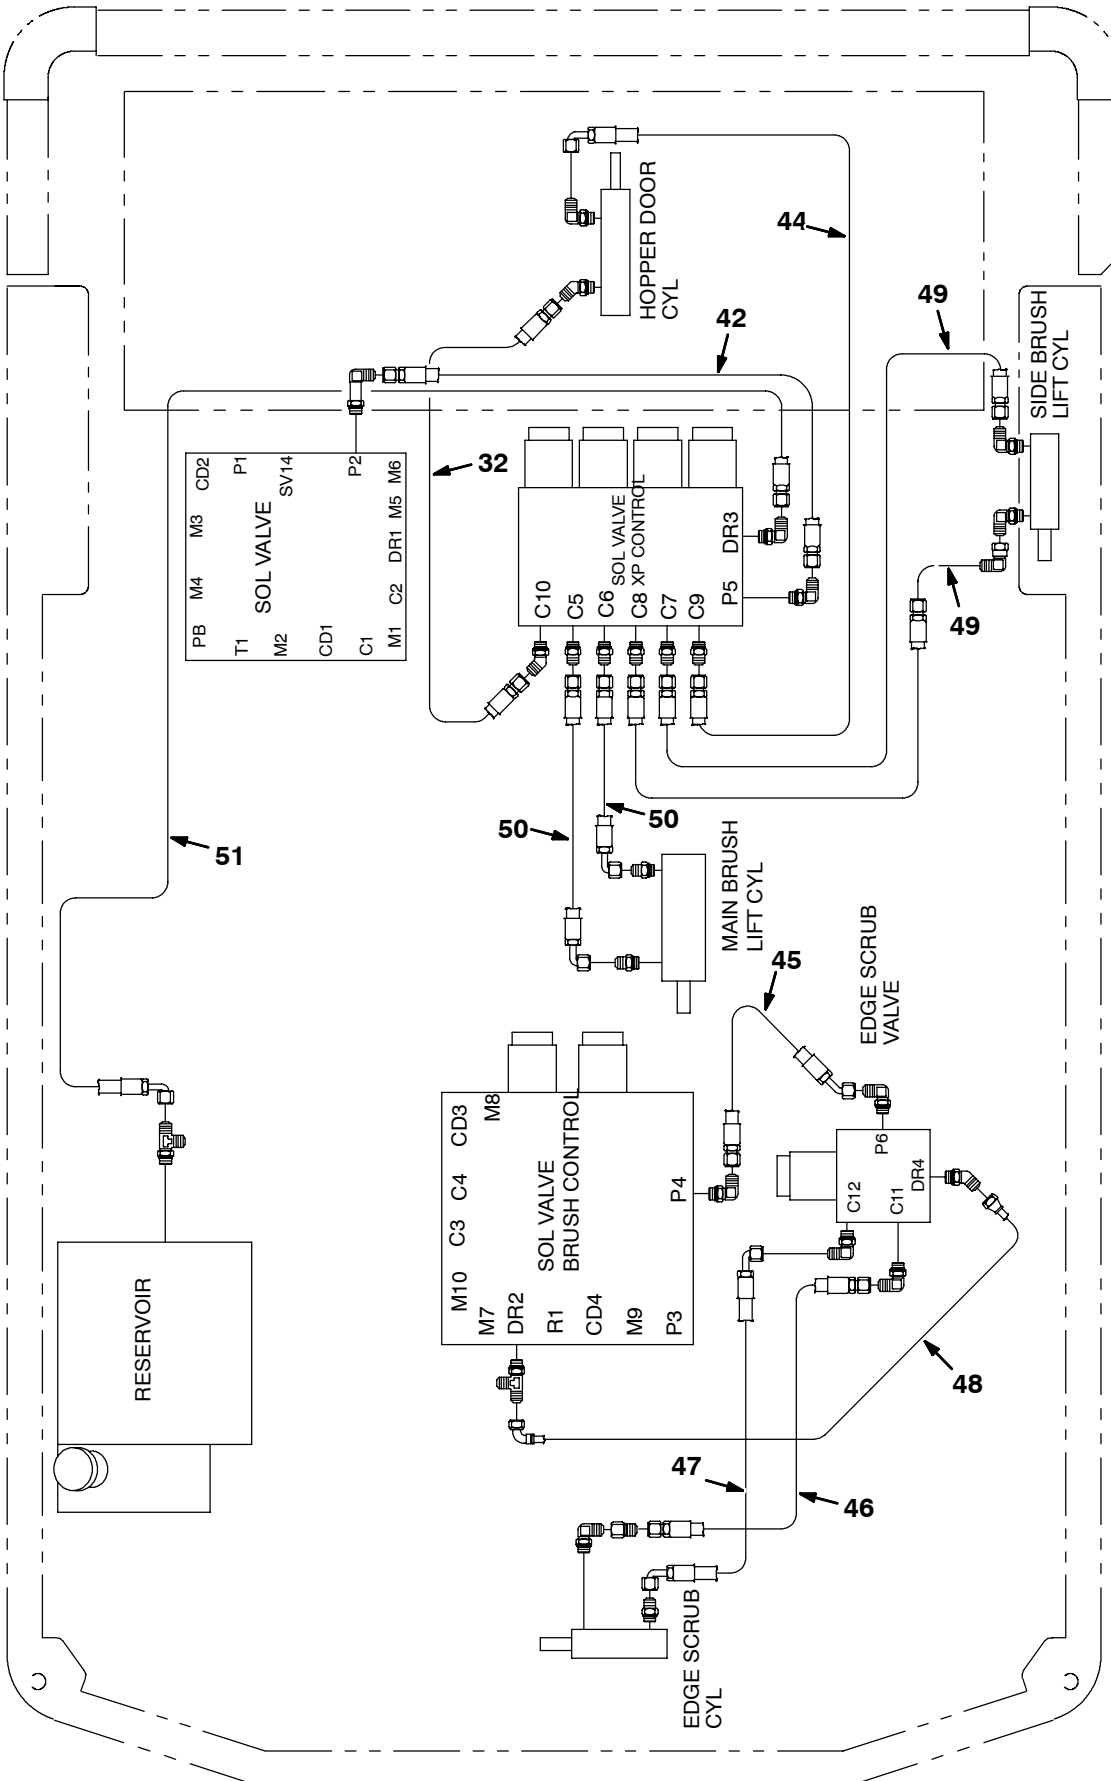 HOPPER DOOR
CYL
44
49
42
SIDE BRUSH
LIFT CYL
32
49
PB
M4
M3
CD2
T1
P1
M2
SOL VALVE
SV14
CD1
C1
P2
M1
C2
DR1
M5
M6
C10
C5
C6
SOL VALVE
C8
XP CONTROL
C7
C9
P5
DR3
50
50
51
MAIN BRUSH
LIFT CYL
45
EDGE SCRUB
VALVE
M10
C3
C4
CD3
M7
M8
DR2
R1
SOL VALVE
BRUSH CONTROL
CD4
M9
P3
P4
P6
C12
C11
DR4
RESERVOIR
48
47
46
EDGE SCRUB
CYL